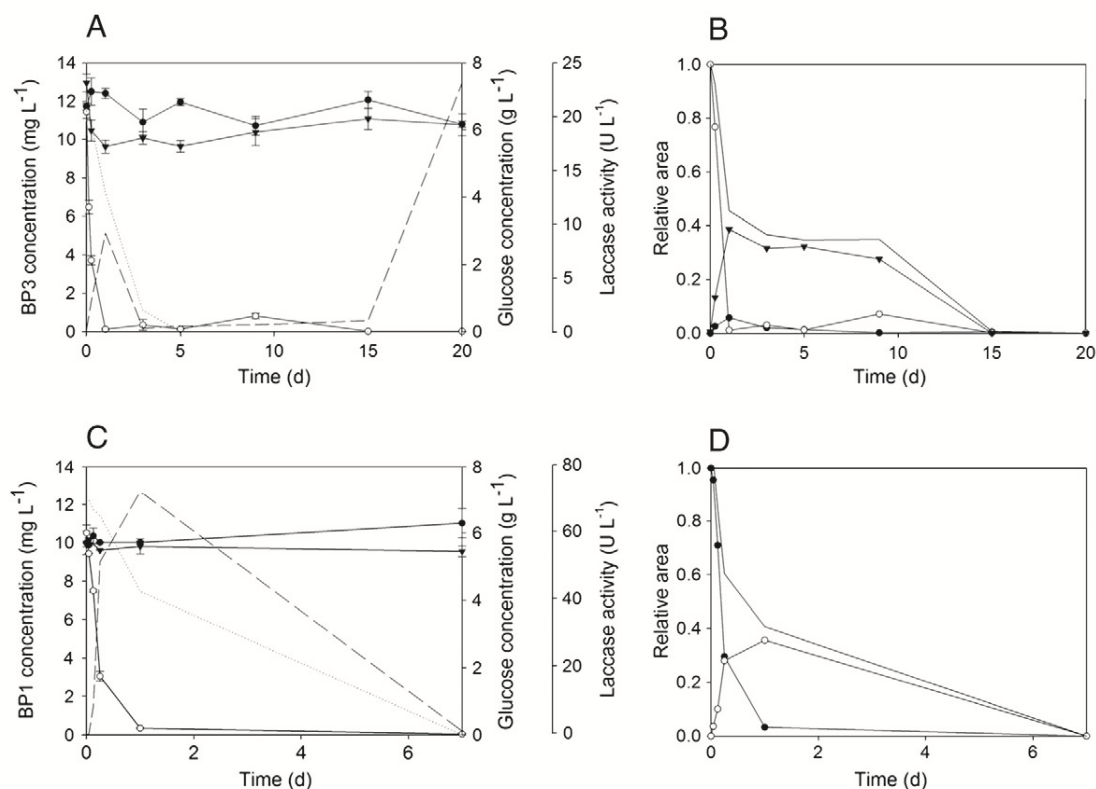 A
BP3 concentration (mg L⁻¹)
14
12
10
8
6
4
2
0
0 5 10 15 20
Time (d)
8
6
4
2
0
Glucose concentration (g L⁻¹)
25
20
15
10
5
0
Laccase activity (U L⁻¹)
B
Relative area
1.0
0.8
0.6
0.4
0.2
0.0
0 5 10 15 20
Time (d)
C
BP1 concentration (mg L⁻¹)
14
12
10
8
6
4
2
0
0 2 4 6
Time (d)
8
6
4
2
0
Glucose concentration (g L⁻¹)
80
60
40
20
0
Laccase activity (U L⁻¹)
D
Relative area
1.0
0.8
0.6
0.4
0.2
0.0
0 2 4 6
Time (d)